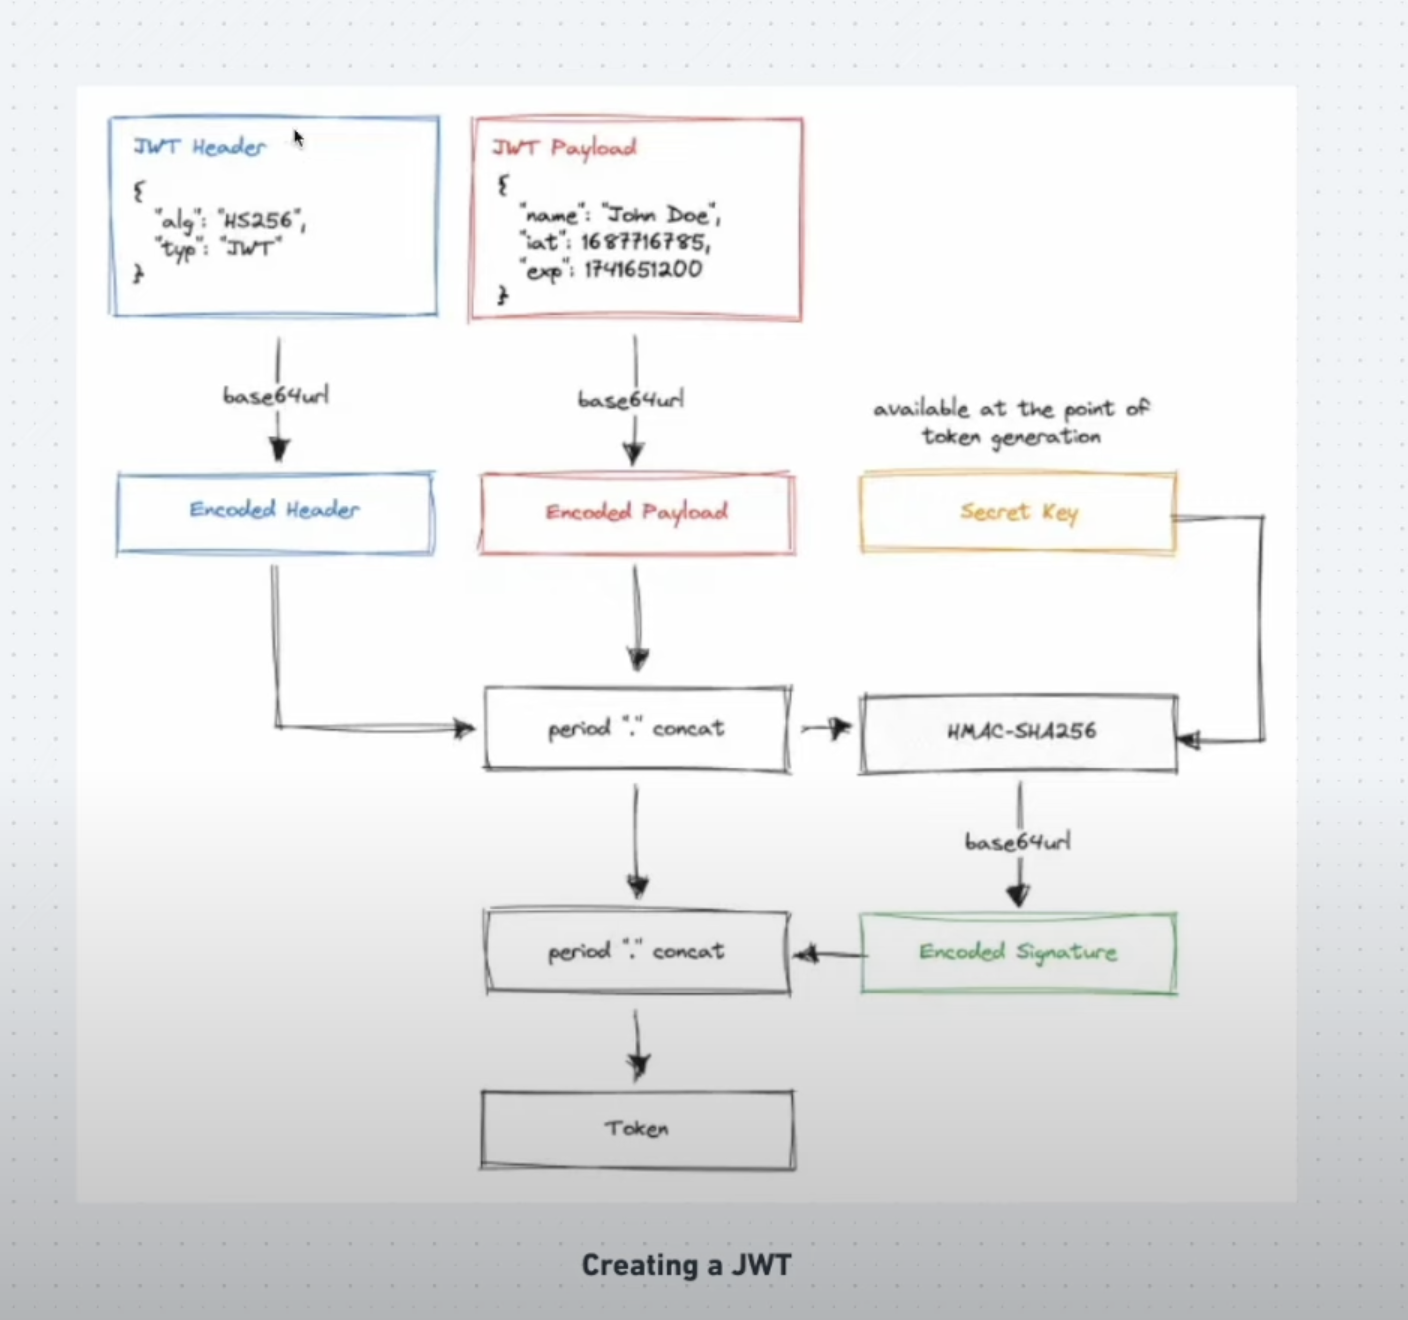 JWT Header
{
"alg": "HS256",
"typ": "JWT"
}
JWT Payload
{
"name": "John Doe",
"iat": 1687716785,
"exp": 1741651200
}
base64url
base64url
available at the point of
token generation
Encoded Header
Encoded Payload
Secret Key
period "." concat
HMAC-SHA256
base64url
period "." concat
Encoded Signature
Token
Creating a JWT